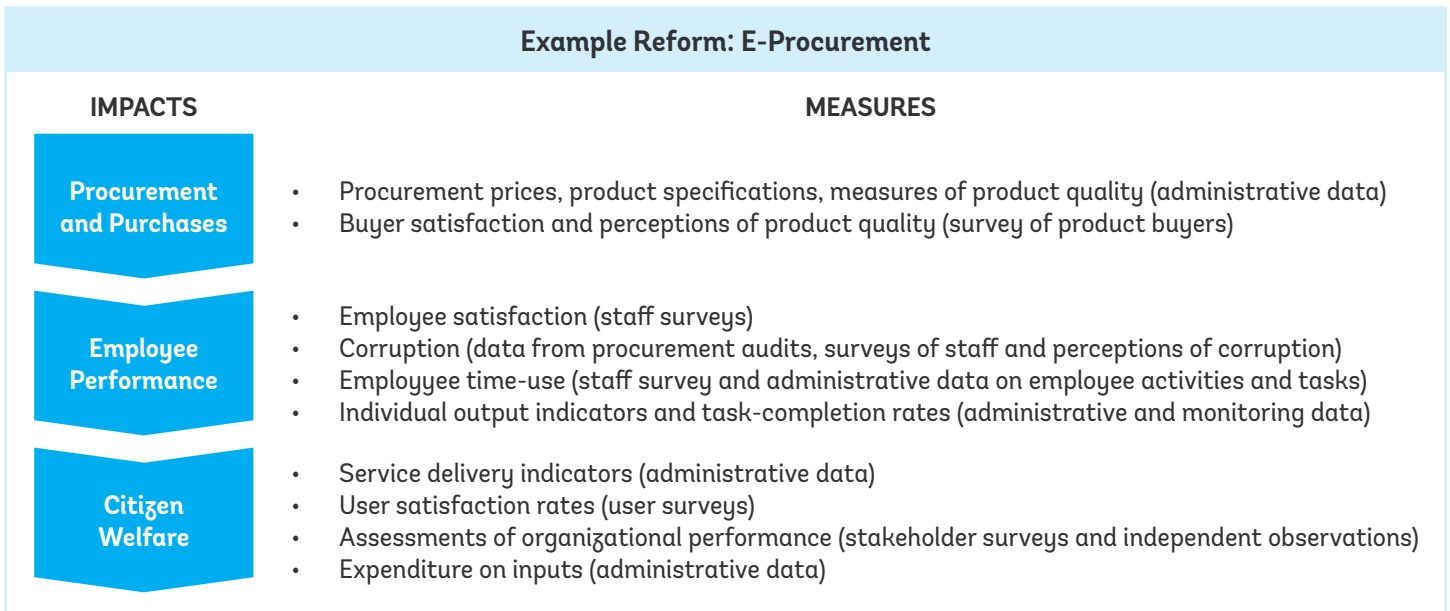 Example Reform: E-Procurement
IMPACTS
MEASURES
Procurement
and Purchases
• Procurement prices, product specifications, measures of product quality (administrative data)
• Buyer satisfaction and perceptions of product quality (survey of product buyers)
Employee
Performance
• Employee satisfaction (staff surveys)
• Corruption (data from procurement audits, surveys of staff and perceptions of corruption)
• Employyee time-use (staff survey and administrative data on employee activities and tasks)
• Individual output indicators and task-completion rates (administrative and monitoring data)
Citizen
Welfare
• Service delivery indicators (administrative data)
• User satisfaction rates (user surveys)
• Assessments of organizational performance (stakeholder surveys and independent observations)
• Expenditure on inputs (administrative data)